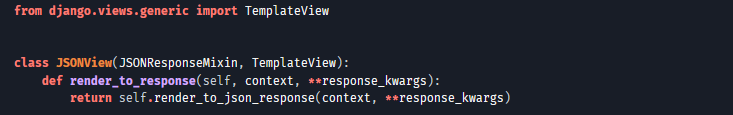 from django.views.generic import TemplateView
class JSONView(JSONResponseMixin, TemplateView):
    def render_to_response(self, context, **response_kwargs):
        return self.render_to_json_response(context, **response_kwargs)